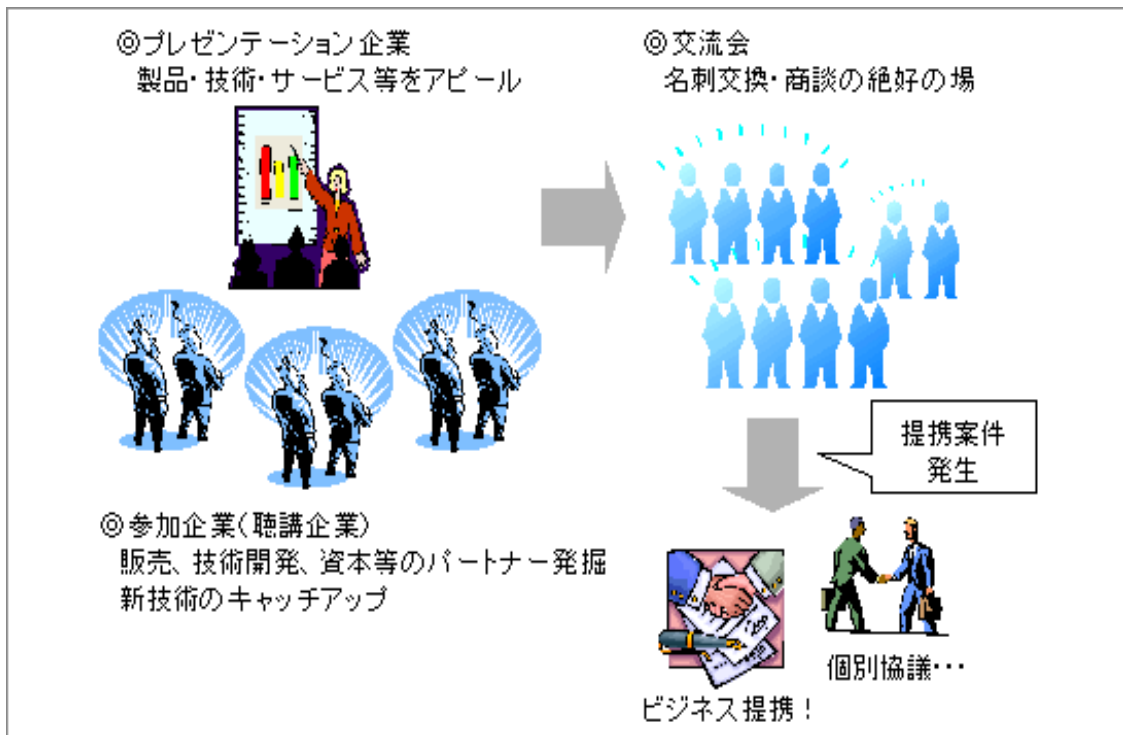 ◎プレゼンテーション企業
製品・技術・サービス等をアピール
◎交流会
名刺交換・商談の絶好の場
◎参加企業(聴講企業)
販売、技術開発、資本等のパートナー発掘
新技術のキャッチアップ
提携案件
発生
個別協議・・・
ビジネス提携!